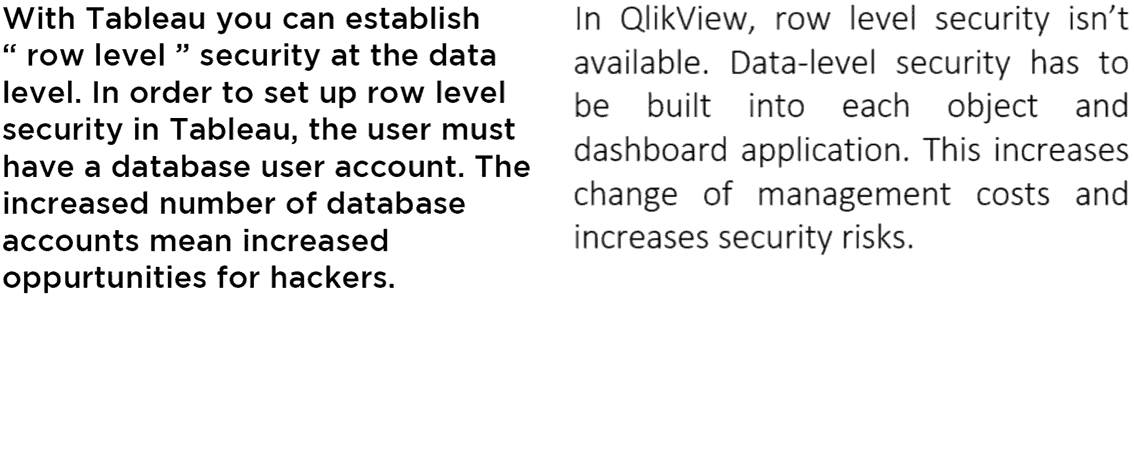 With Tableau you can establish
“ row level ” security at the data
level. In order to set up row level
security in Tableau, the user must
have a database user account. The
increased number of database
accounts mean increased
oppurtunities for hackers.
In QlikView, row level security isn’t
available. Data-level security has to
be built into each object and
dashboard application. This increases
change of management costs and
increases security risks.